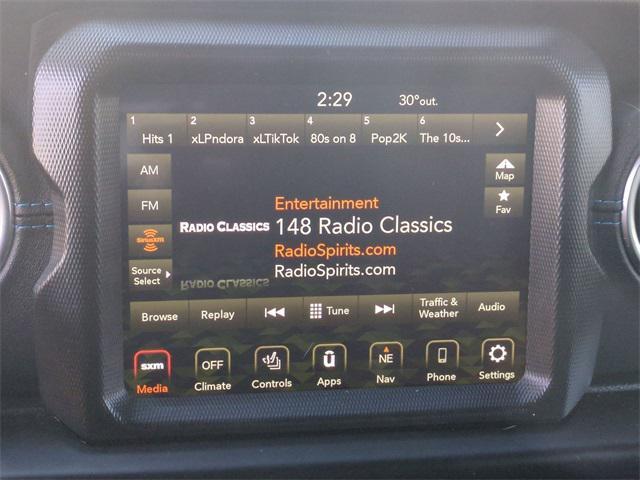 2:29 30°out.
1 2 3 4 5 6
Hits 1 xLPndora xLTikTok 80s on 8 Pop2K The 10s...
AM
Map
FM
Fav
Entertainment
RADIO CLASSICS 148 Radio Classics
SiriusXM
RadioSpirits.com
Source
Select
RadioSpirits.com
RADIO CLASSICS
Browse Replay Tune Traffic &
Weather Audio
sxm OFF NE
Media Climate Controls Apps Nav Phone Settings